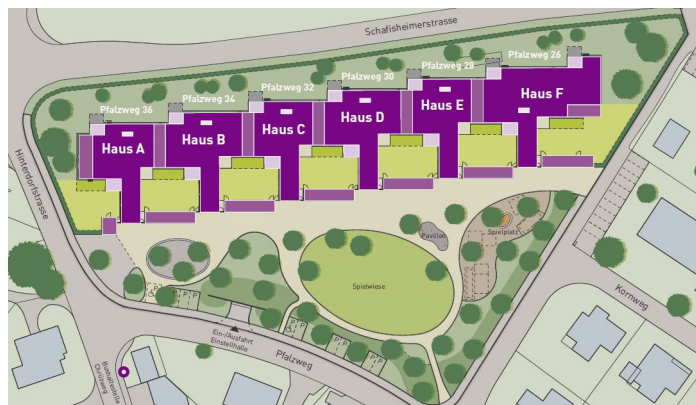 Schafisheimerstrasse
Pfalzweg 26
Pfalzweg 28
Pfalzweg 30
Pfalzweg 32
Pfalzweg 34
Pfalzweg 36
Haus A
Haus B
Haus C
Haus D
Haus E
Haus F
Hinterdorfstrasse
Pavillon
Spielplatz
Spielwiese
Kornweg
P P
P P P P P
Ein-/Ausfahrt
Einstellhalle
Pfalzweg
Bushaltestelle